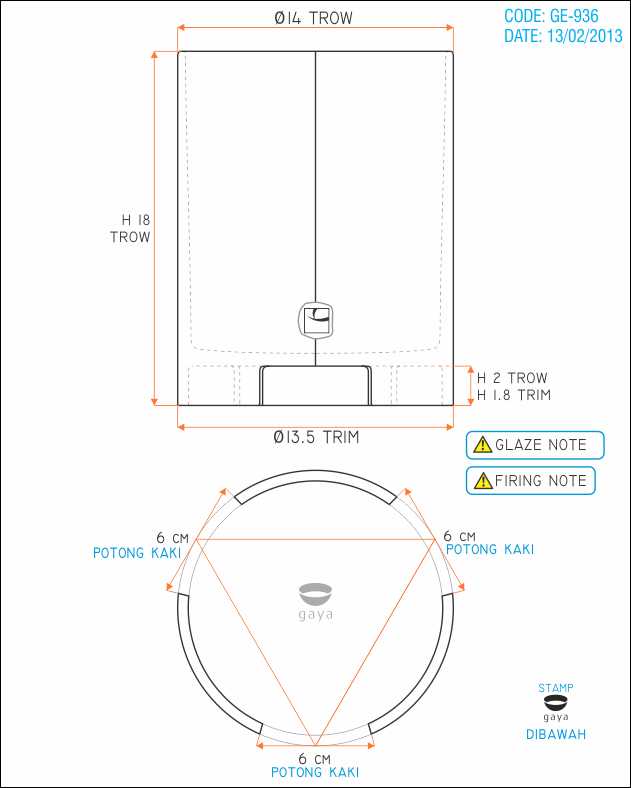 Ø14 TROW
CODE: GE-936
DATE: 13/02/2013
H 18
TROW
H 2 TROW
H 1.8 TRIM
Ø13.5 TRIM
GLAZE NOTE
FIRING NOTE
6 CM
POTONG KAKI
6 CM
POTONG KAKI
gaya
STAMP
gaya
DIBAWAH
6 CM
POTONG KAKI